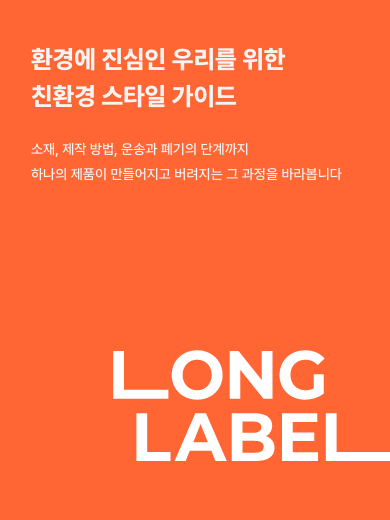 환경에 진심인 우리를 위한
친환경 스타일 가이드
소재, 제작 방법, 운송과 폐기의 단계까지
하나의 제품이 만들어지고 버려지는 그 과정을 바라봅니다
LONG
LABEL